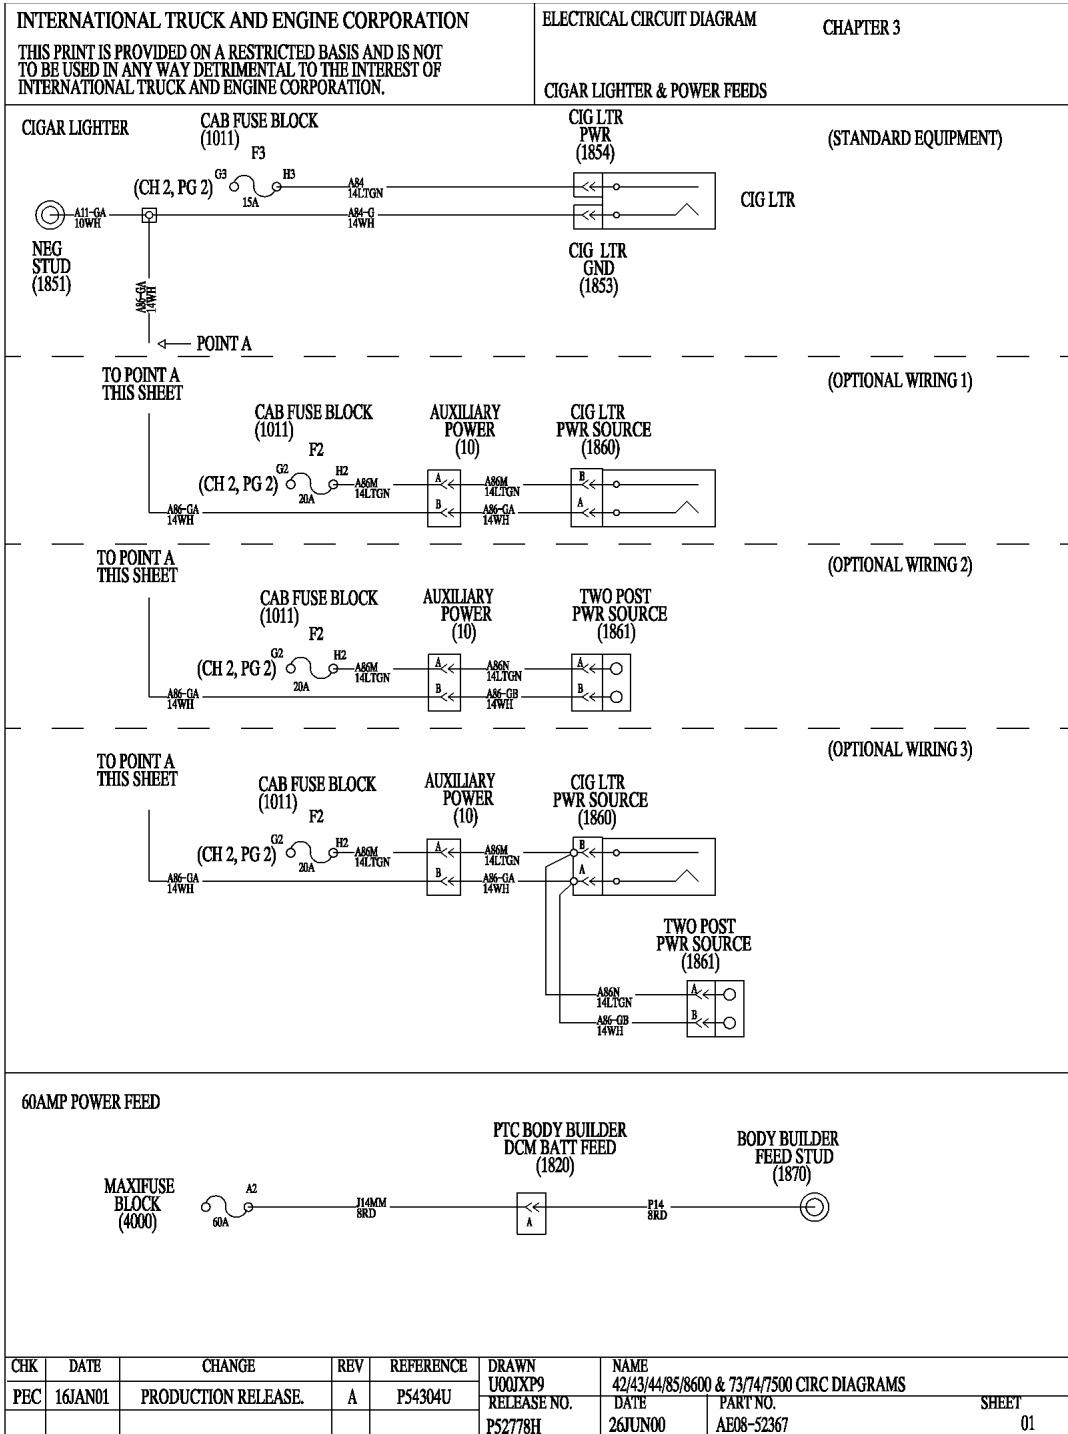 INTERNATIONAL TRUCK AND ENGINE CORPORATION
THIS PRINT IS PROVIDED ON A RESTRICTED BASIS AND IS NOT
TO BE USED IN ANY WAY DETRIMENTAL TO THE INTEREST OF
INTERNATIONAL TRUCK AND ENGINE CORPORATION.
ELECTRICAL CIRCUIT DIAGRAM
CHAPTER 3
CIGAR LIGHTER & POWER FEEDS
CIGAR LIGHTER
CAB FUSE BLOCK
(1011)
F3
CIG LTR
PWR
(1854)
(STANDARD EQUIPMENT)
(CH 2, PG 2)
G3
H3
15A
A84
14LTGN
CIG LTR
A11-GA
10WH
A84-G
14WH
NEG
STUD
(1851)
CIG LTR
GND
(1853)
A86-GA
14WH
POINT A
TO POINT A
THIS SHEET
(OPTIONAL WIRING 1)
CAB FUSE BLOCK
(1011)
F2
AUXILIARY
POWER
(10)
CIG LTR
PWR SOURCE
(1860)
(CH 2, PG 2)
G2
H2
20A
A86M
14LTGN
A
A86M
14LTGN
B
A86-GA
14WH
B
A86-GA
14WH
A
TO POINT A
THIS SHEET
(OPTIONAL WIRING 2)
CAB FUSE BLOCK
(1011)
F2
AUXILIARY
POWER
(10)
TWO POST
PWR SOURCE
(1861)
(CH 2, PG 2)
G2
H2
20A
A86M
14LTGN
A
A86N
14LTGN
A
A86-GA
14WH
B
A86-GB
14WH
B
TO POINT A
THIS SHEET
(OPTIONAL WIRING 3)
CAB FUSE BLOCK
(1011)
F2
AUXILIARY
POWER
(10)
CIG LTR
PWR SOURCE
(1860)
(CH 2, PG 2)
G2
H2
20A
A86M
14LTGN
A
A86M
14LTGN
B
A86-GA
14WH
B
A86-GA
14WH
A
TWO POST
PWR SOURCE
(1861)
A86N
14LTGN
A
A86-GB
14WH
B
60AMP POWER FEED
PTC BODY BUILDER
DCM BATT FEED
(1820)
BODY BUILDER
FEED STUD
(1870)
MAXIFUSE
BLOCK
(4000)
A2
60A
J14MM
8RD
A
P14
8RD
CHK DATE CHANGE REV REFERENCE
PEC 16JAN01 PRODUCTION RELEASE. A P54304U
DRAWN
U00JXP9
NAME
42/43/44/85/8600 & 73/74/7500 CIRC DIAGRAMS
RELEASE NO.
P52778H
DATE
26JUN00
PART NO.
AE08-52367
SHEET
01